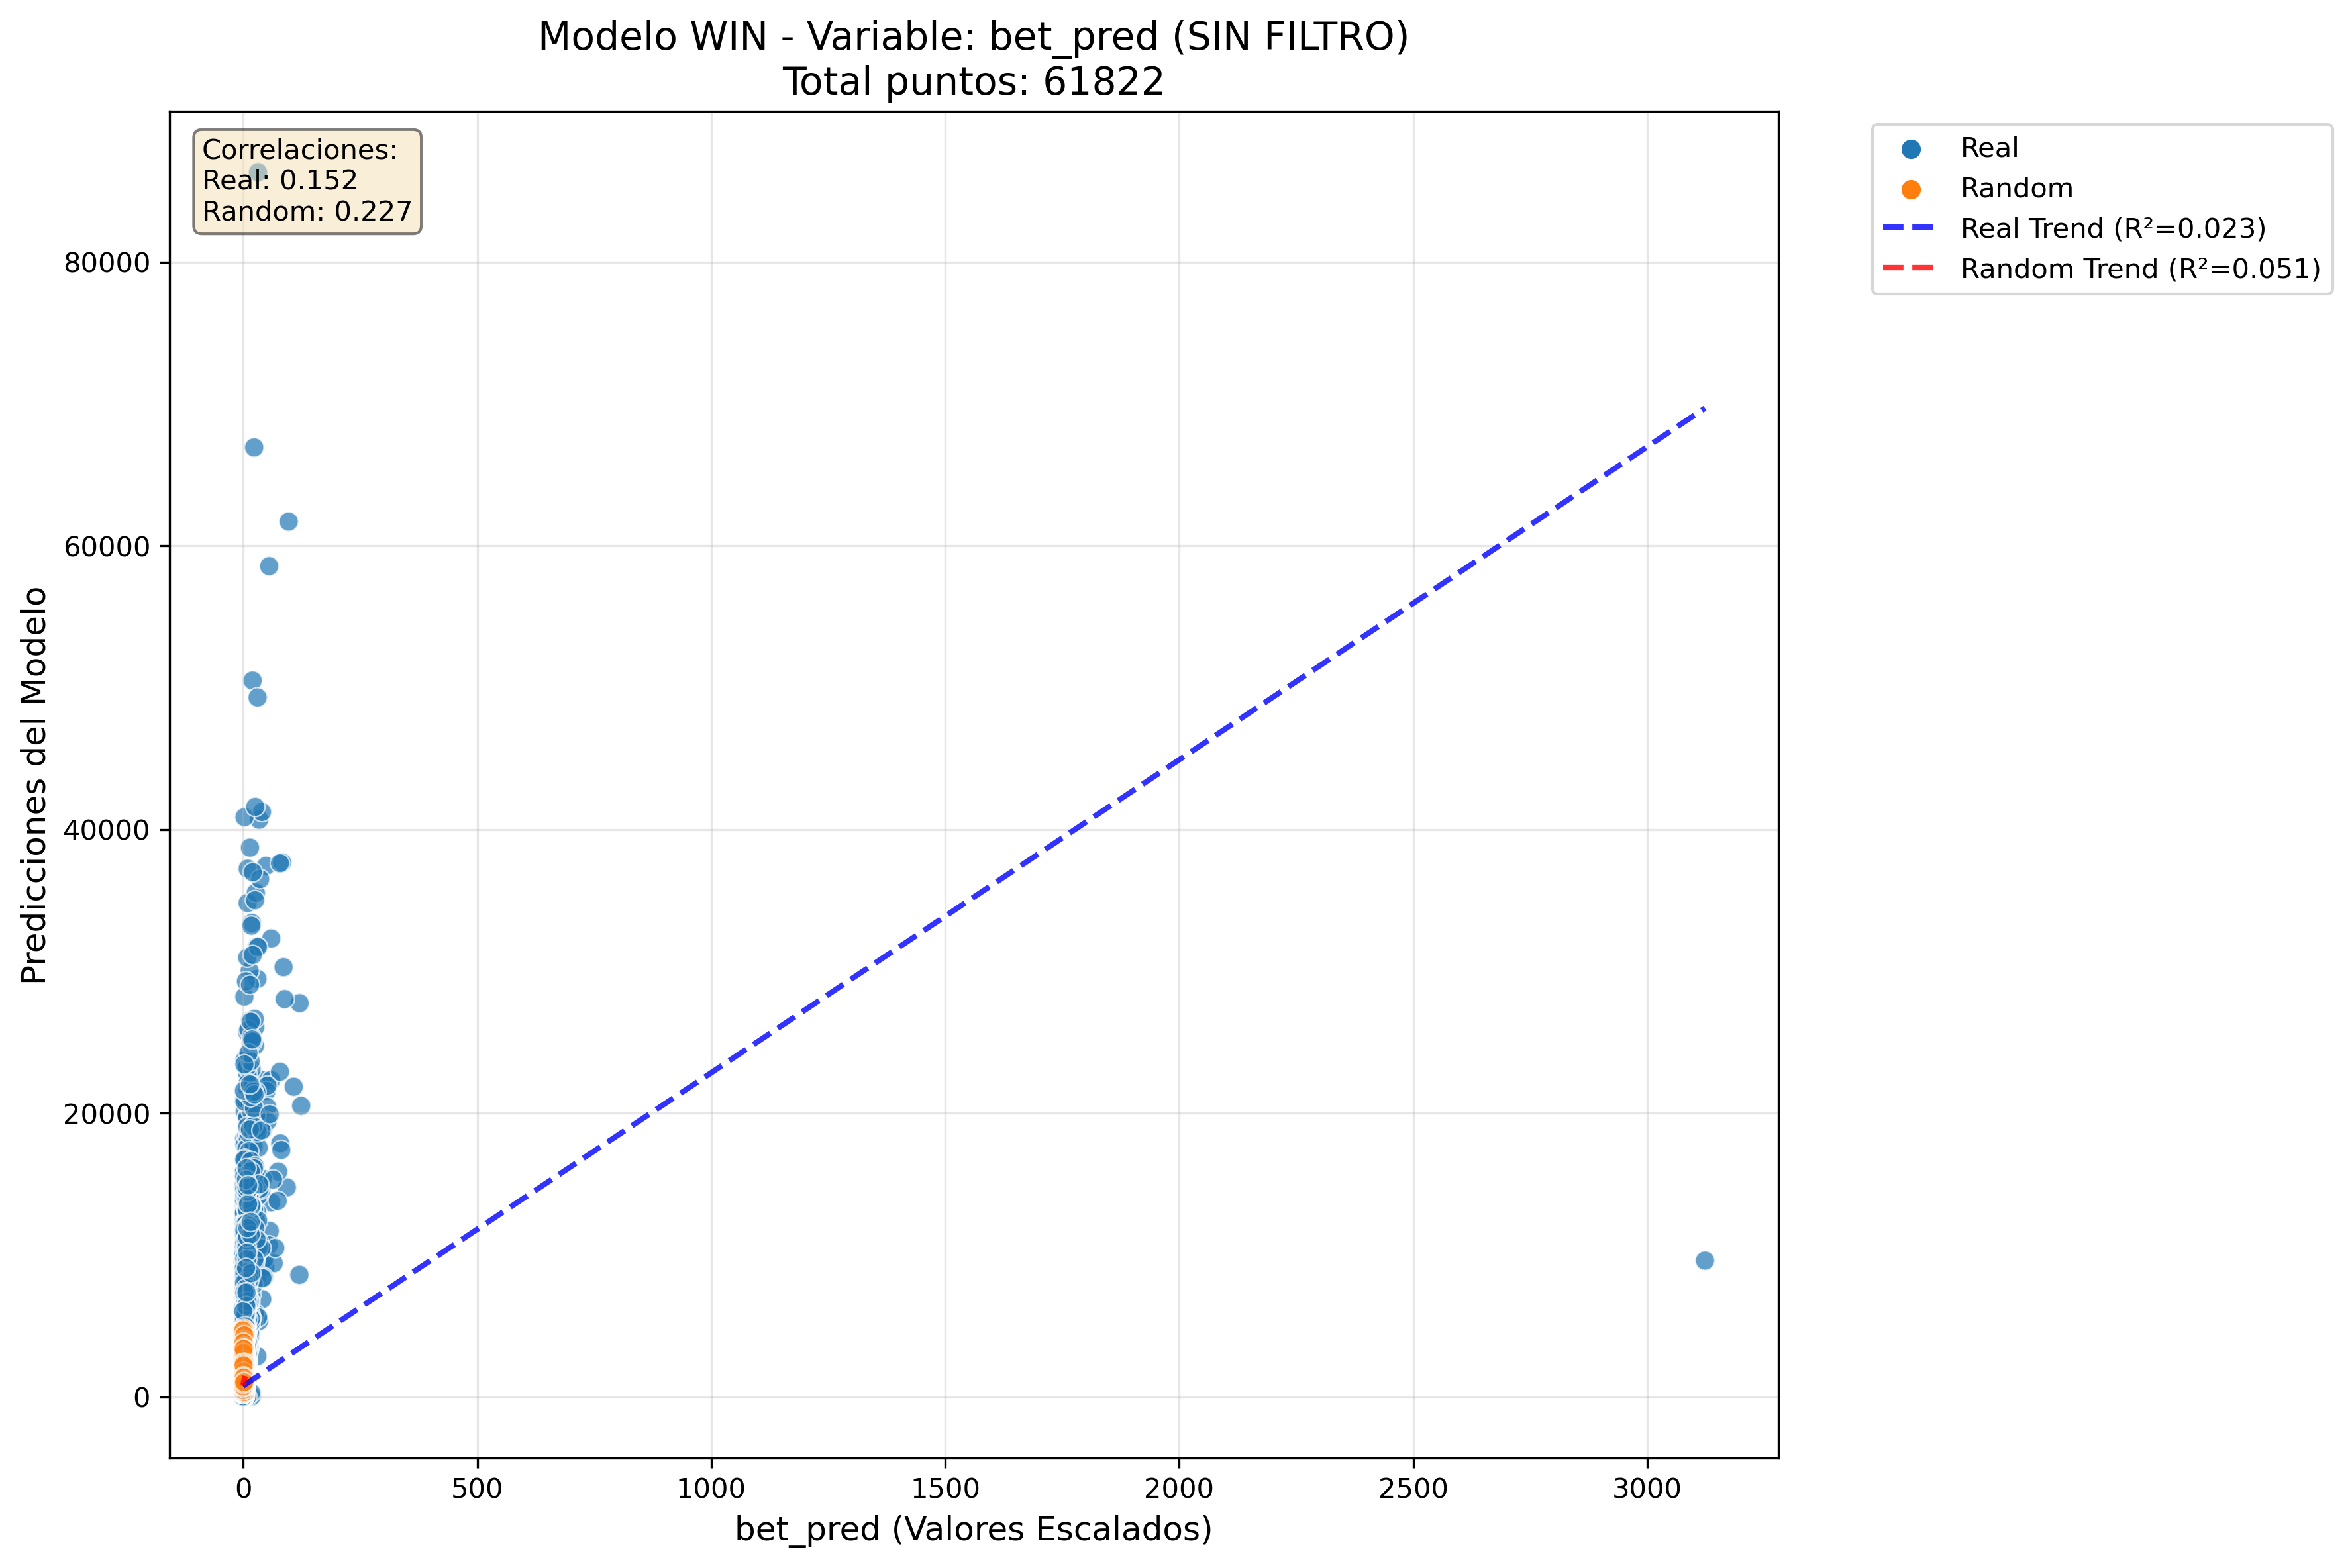 Modelo WIN - Variable: bet_pred (SIN FILTRO)
Total puntos: 61822
Correlaciones:
Real: 0.152
Random: 0.227
Real
Random
Real Trend (R²=0.023)
Random Trend (R²=0.051)
Predicciones del Modelo
80000
60000
40000
20000
0
0 500 1000 1500 2000 2500 3000
bet_pred (Valores Escalados)